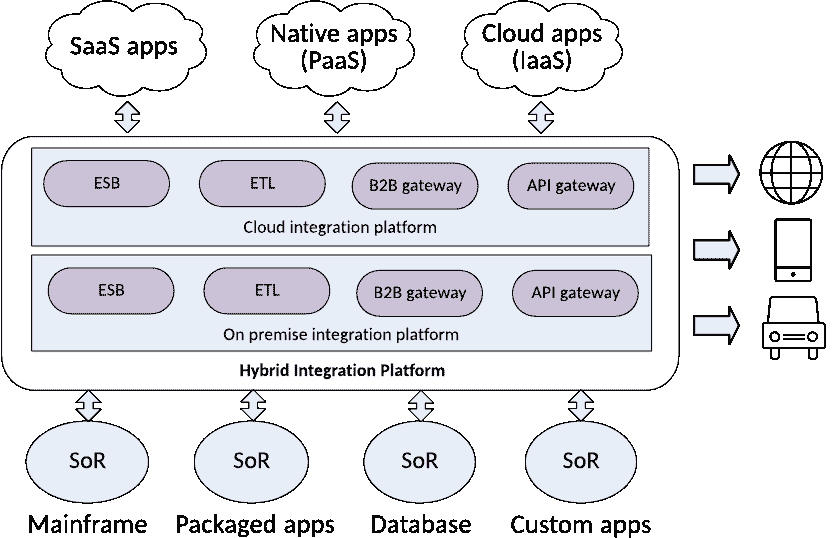 SaaS apps
Native apps
(PaaS)
Cloud apps
(IaaS)
ESB
ETL
B2B gateway
API gateway
Cloud integration platform
ESB
ETL
B2B gateway
API gateway
On premise integration platform
Hybrid Integration Platform
SoR
SoR
SoR
SoR
Mainframe
Packaged apps
Database
Custom apps